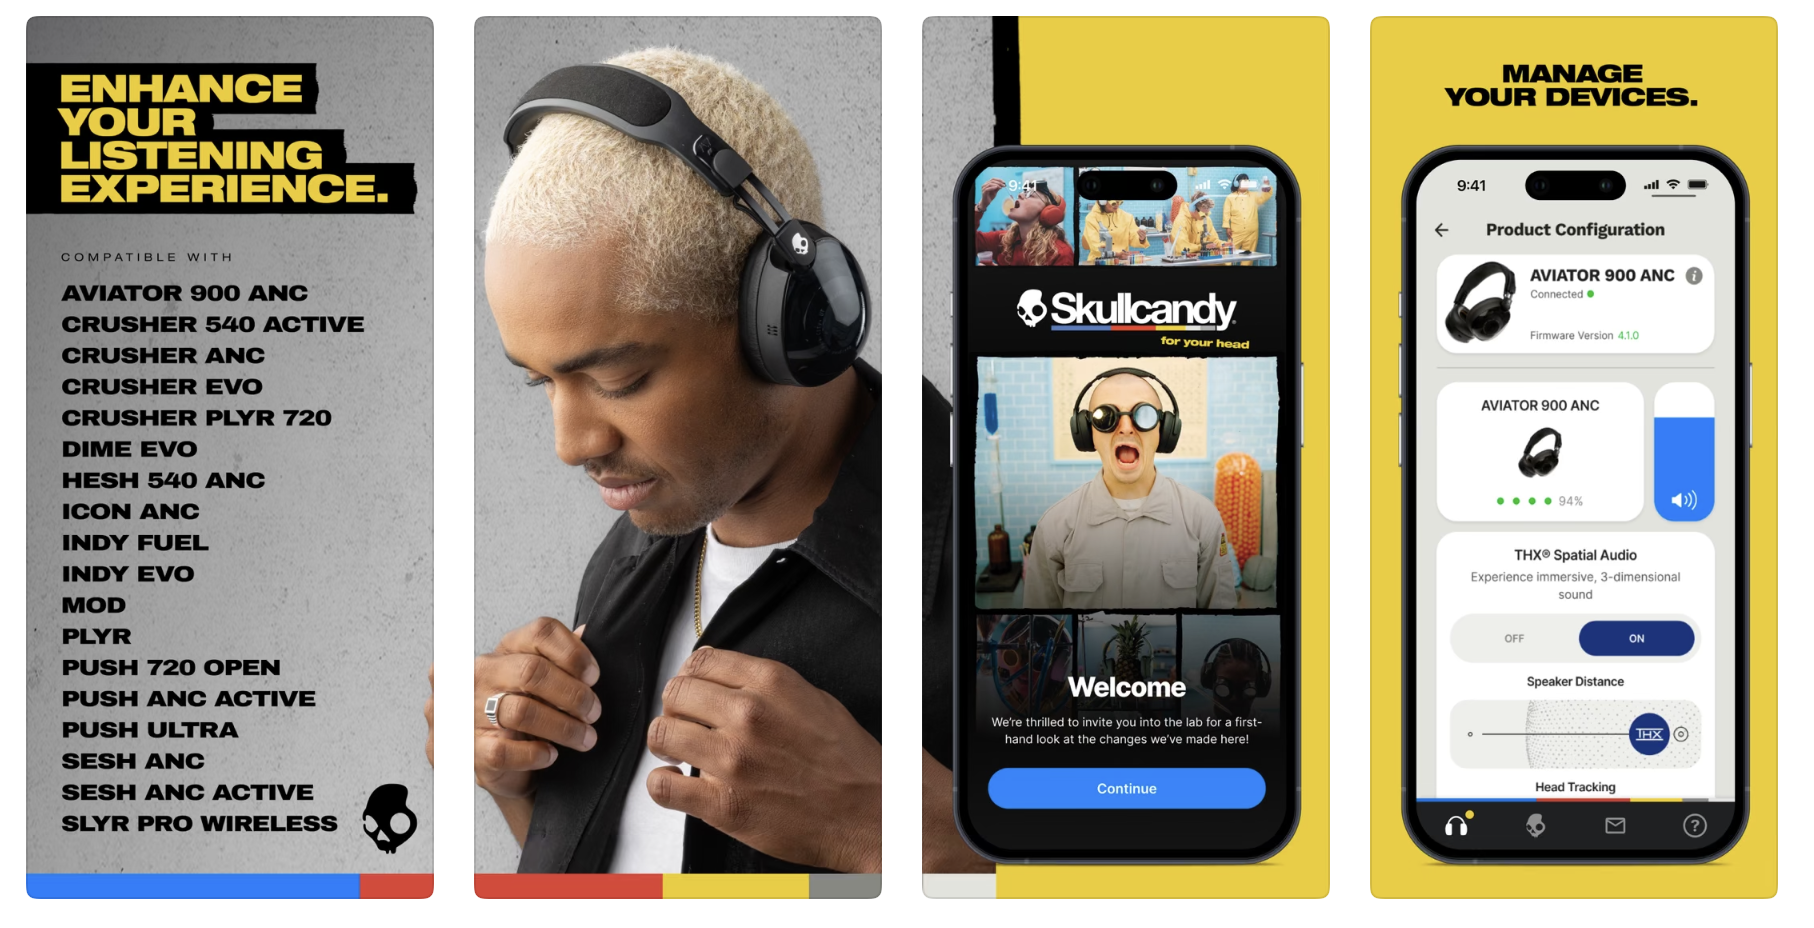 ENHANCE
YOUR
LISTENING
EXPERIENCE.
COMPATIBLE WITH
AVIATOR 900 ANC
CRUSHER 540 ACTIVE
CRUSHER ANC
CRUSHER EVO
CRUSHER PLYR 720
DIME EVO
HESH 540 ANC
ICON ANC
INDY FUEL
INDY EVO
MOD
PLYR
PUSH 720 OPEN
PUSH ANC ACTIVE
PUSH ULTRA
SESH ANC
SESH ANC ACTIVE
SLYR PRO WIRELESS
9:41
Skullcandy
for your head
Welcome
We're thrilled to invite you into the lab for a first-
hand look at the changes we've made here!
Continue
MANAGE
YOUR DEVICES.
9:41
Product Configuration
AVIATOR 900 ANC
Connected
Firmware Version 4.1.0
AVIATOR 900 ANC
94%
THX® Spatial Audio
Experience immersive, 3-dimensional
sound
OFF ON
Speaker Distance
THX
Head Tracking